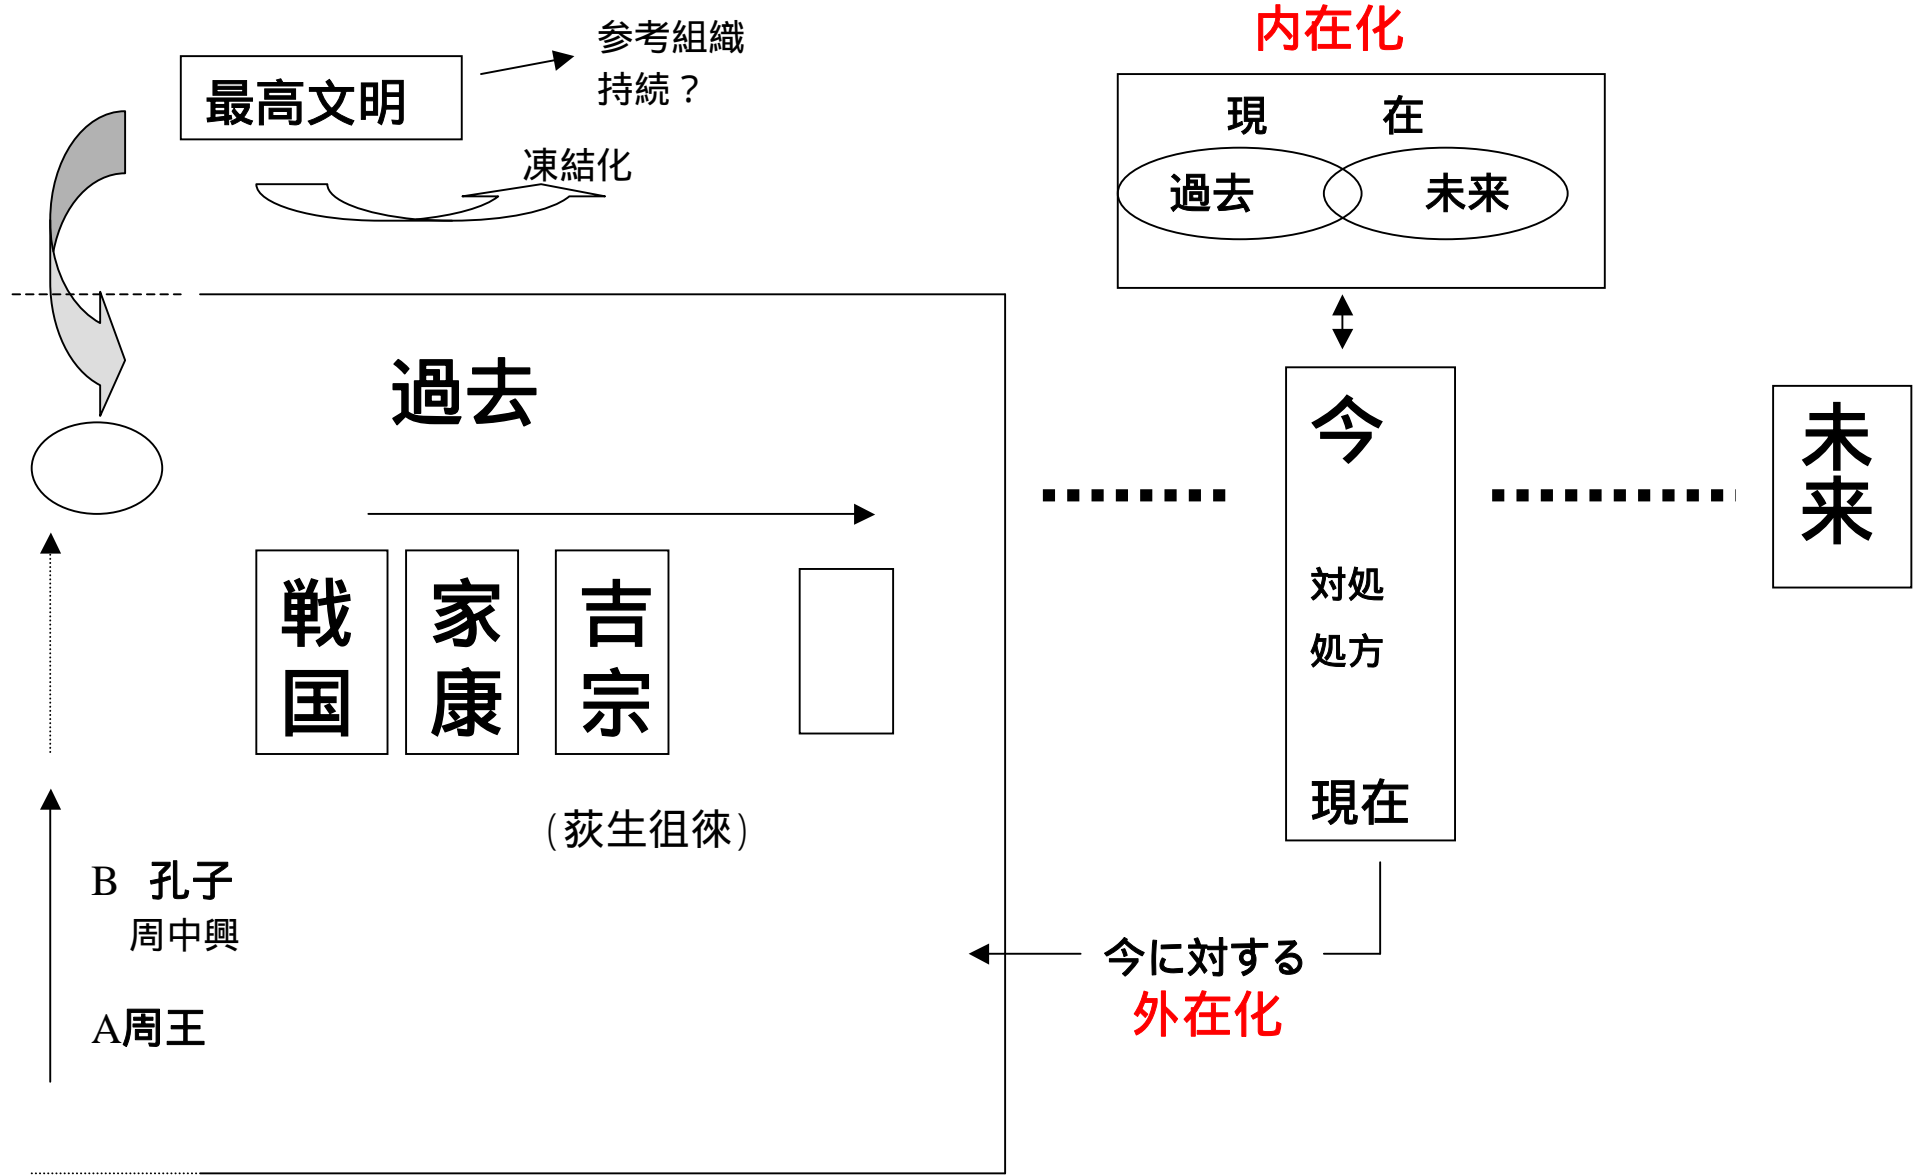 参考組織
持続？
最高文明
凍結化
内在化
現 在
過去 未来
過去
今
対処
処方
現在
未来
戦国
家康
吉宗
（荻生徂徠）
B 孔子
周中興
A周王
今に対する
外在化